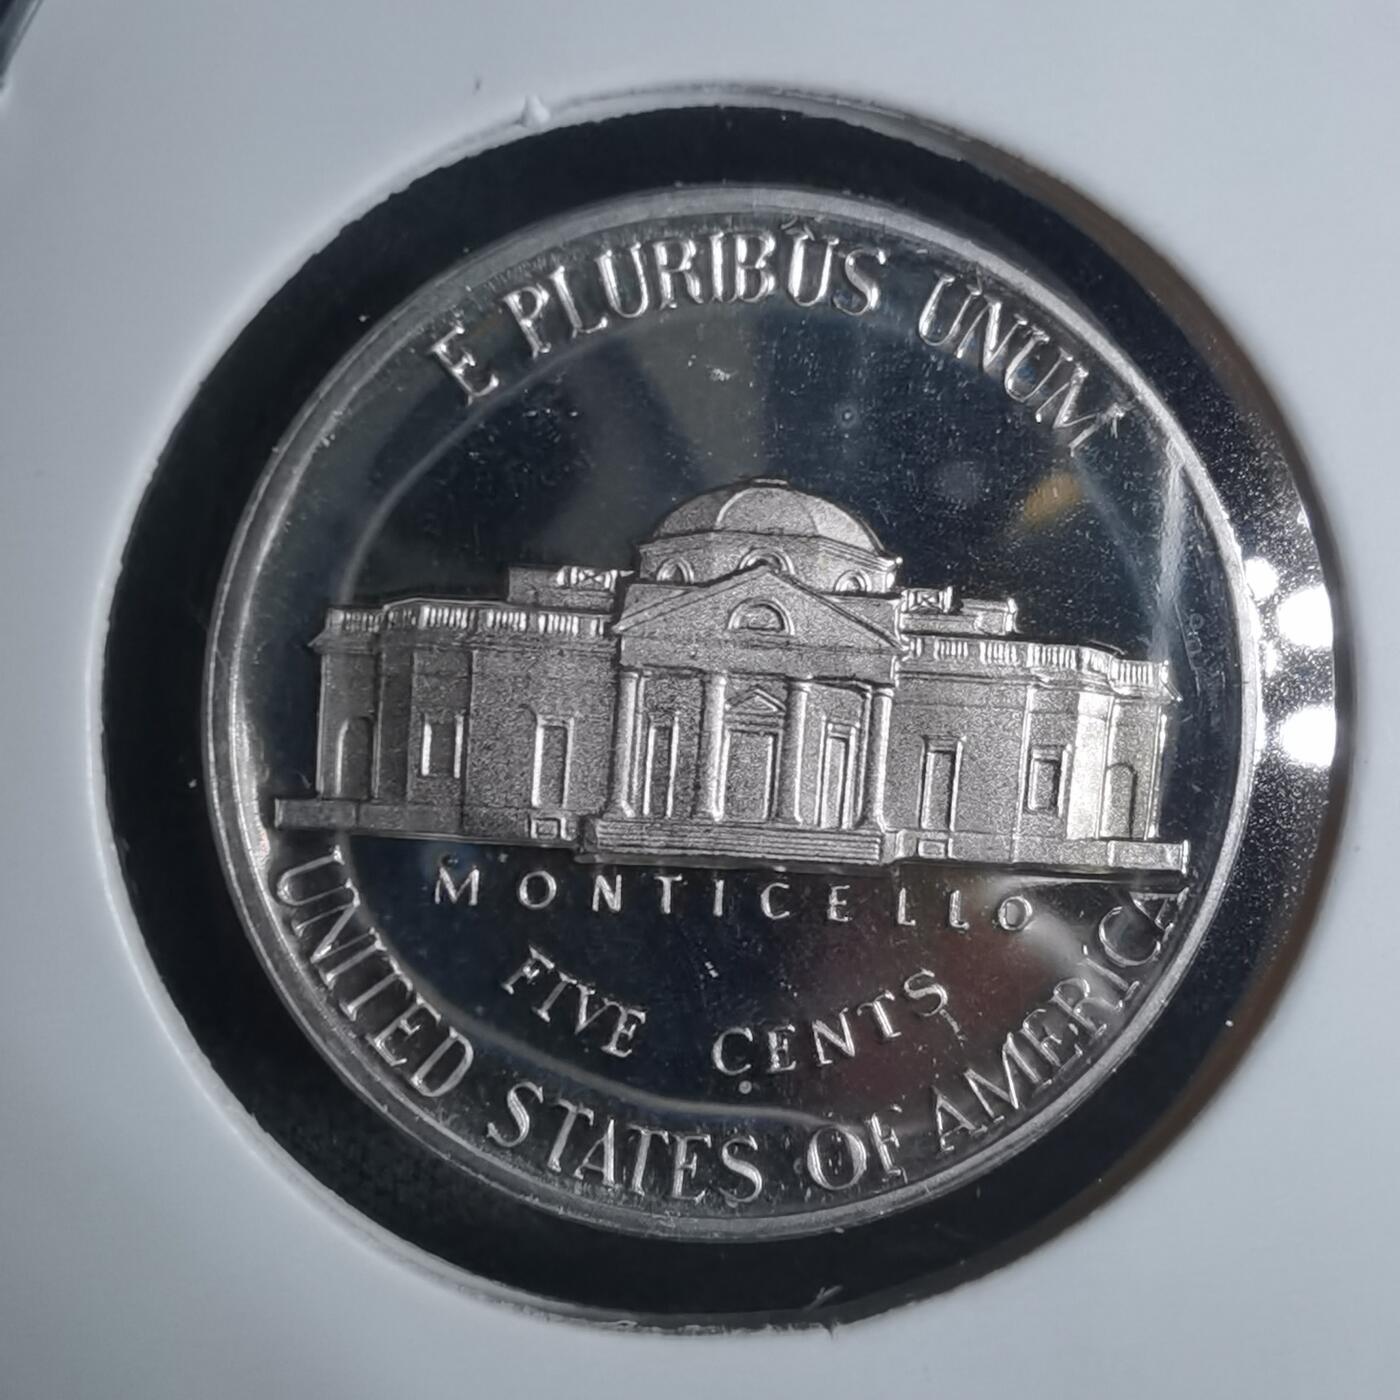 E PLURIBUS UNUM
MONTICELLO
FIVE CENTS
UNITED STATES OF AMERICA